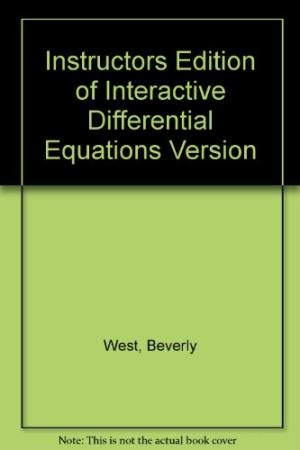 Instructors Edition
of Interactive
Differential
Equations Version
West, Beverly
Note: This is not the actual book cover